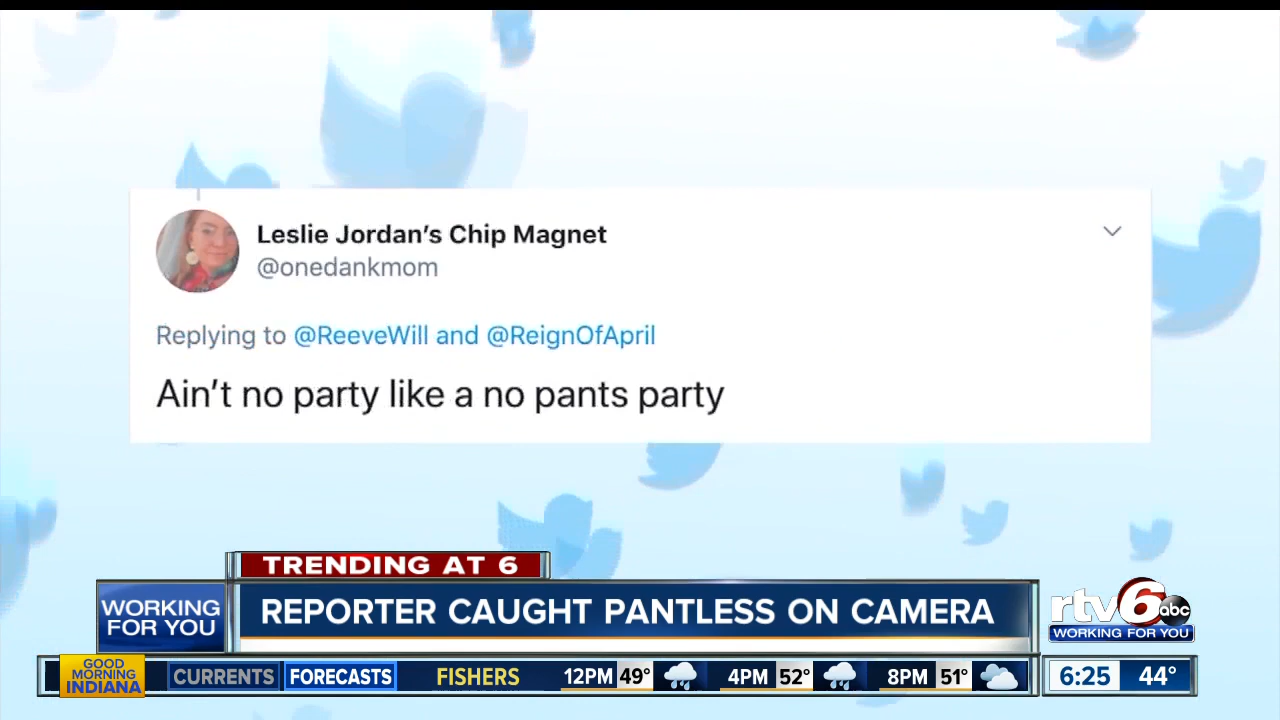 Leslie Jordan's Chip Magnet
@onedankmom
Replying to @ReeveWill and @ReignOfApril
Ain't no party like a no pants party
TRENDING AT 6
WORKING FOR YOU
REPORTER CAUGHT PANTLESS ON CAMERA
rtv6 abc
WORKING FOR YOU
GOOD MORNING INDIANA
CURRENTS FORECASTS FISHERS 12PM 49° 4PM 52° 8PM 51° 6:25 44°